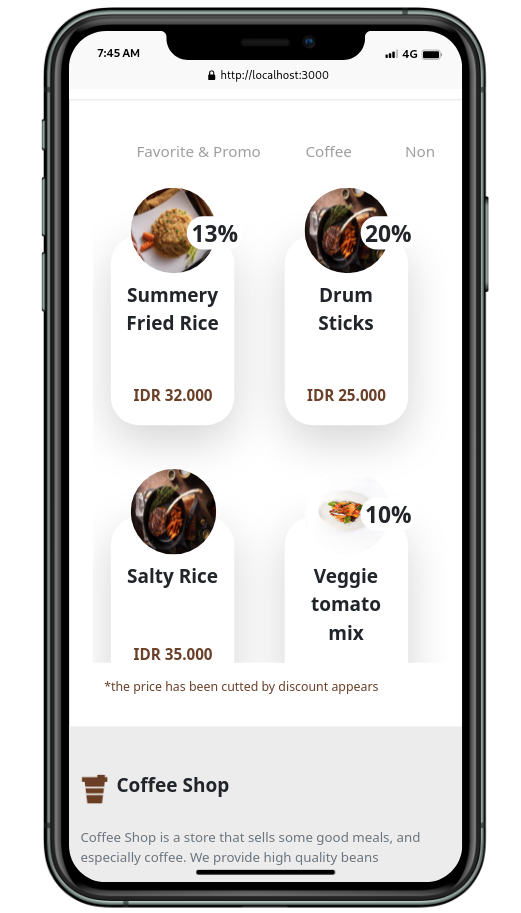 7:45 AM
4G
http://localhost:3000
Favorite & Promo Coffee Non
13% 20%
Summery Drum
Fried Rice Sticks
IDR 32.000 IDR 25.000
10%
Salty Rice Veggie
tomato
mix
IDR 35.000
*the price has been cutted by discount appears
Coffee Shop
Coffee Shop is a store that sells some good meals, and
especially coffee. We provide high quality beans